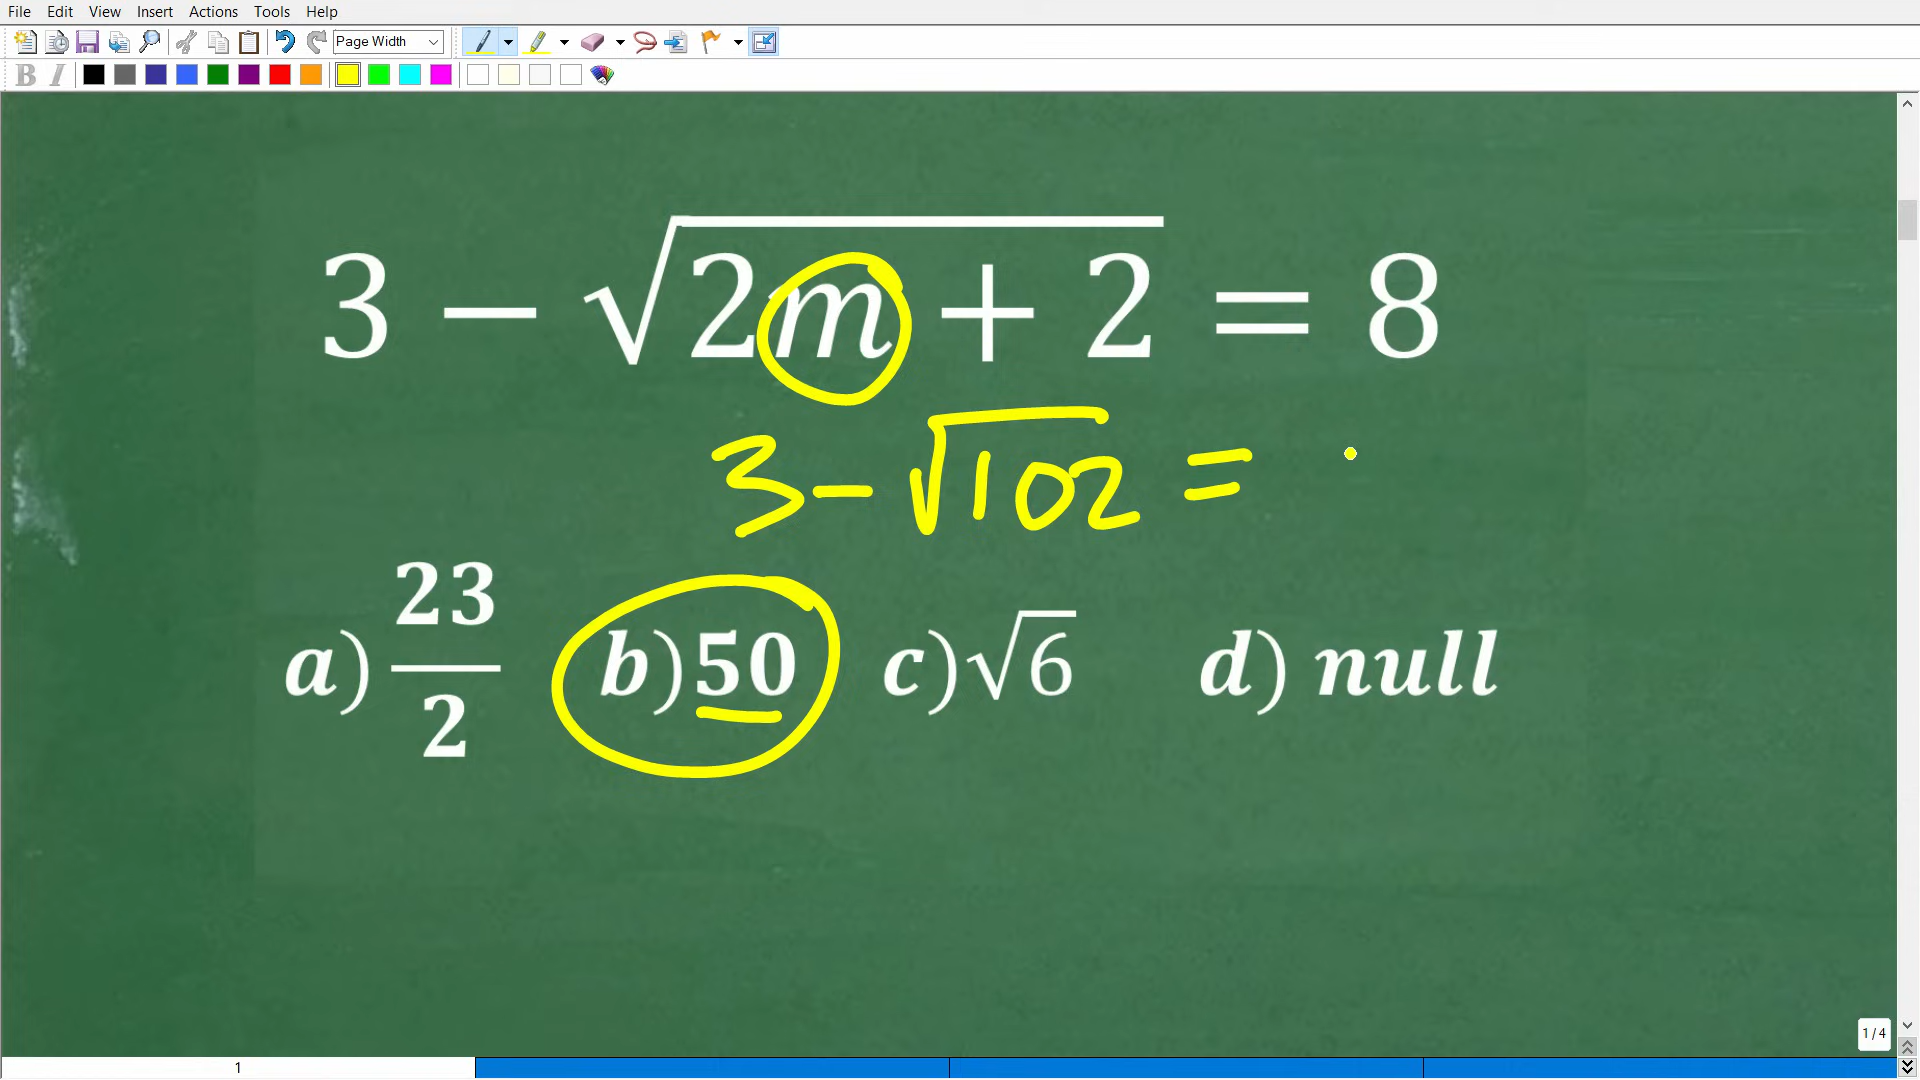 File Edit View Insert Actions Tools Help
Page Width
B I
3 − √2m + 2 = 8
3 − √102 =
a) 23/2 b) 50 c) √6 d) null
1 / 4
1